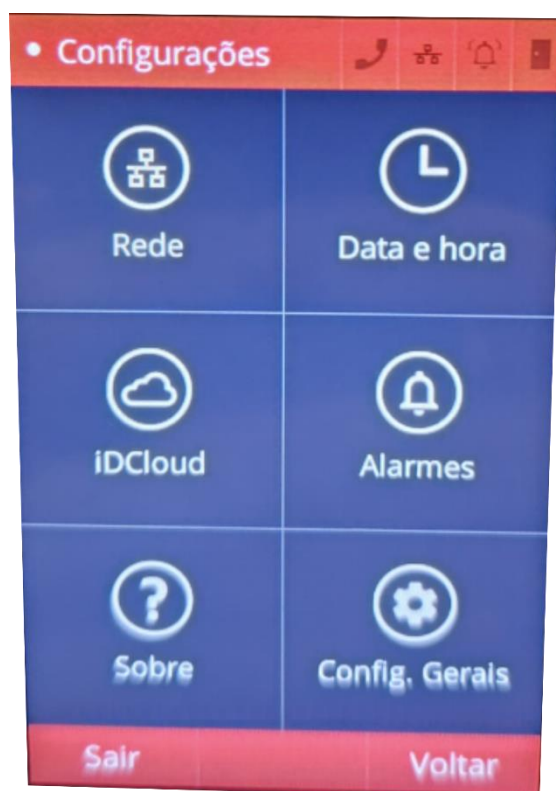 Configurações
Rede
Data e hora
iDCloud
Alarmes
Sobre
Config. Gerais
Sair
Voltar